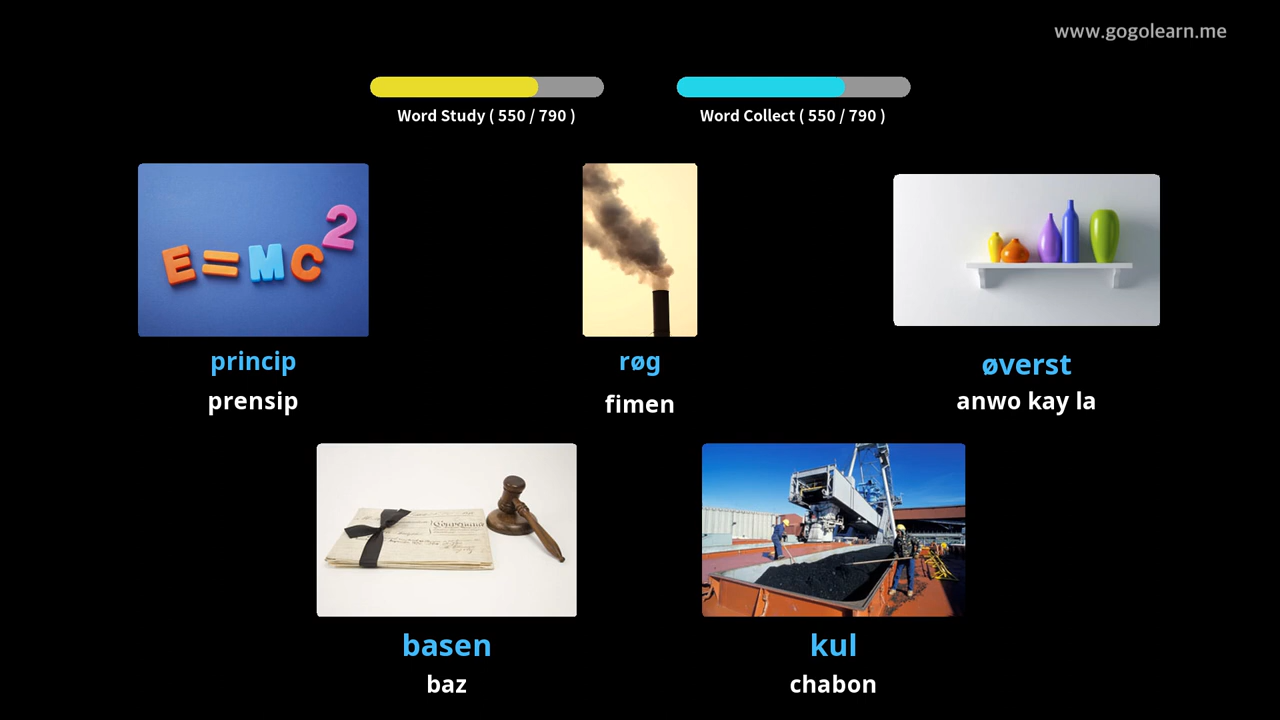 www.gogolearn.me
Word Study ( 550 / 790 )
Word Collect ( 550 / 790 )
E=MC²
princip
prensip
røg
fimen
øverst
anwo kay la
basen
baz
kul
chabon